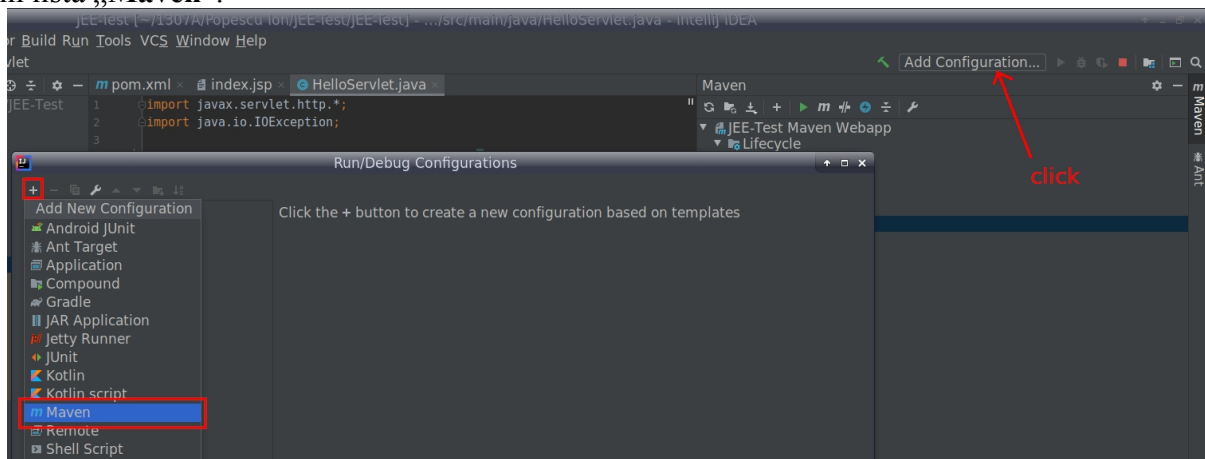 din lista „Maven".
JEE-Test [~/1307A/Popescu Ion/JEE-Test/JEE-Test] - .../src/main/java/HelloServlet.java - IntelliJ IDEA
Build Run Tools VCS Window Help
Add Configuration...
pom.xml index.jsp HelloServlet.java
Maven
JEE-Test
1 import javax.servlet.http.*;
2 import java.io.IOException;
3
JEE-Test Maven Webapp
Lifecycle
Maven
Ant
click
Run/Debug Configurations
Add New Configuration
Click the + button to create a new configuration based on templates
Android JUnit
Ant Target
Application
Compound
Gradle
JAR Application
Jetty Runner
JUnit
Kotlin
Kotlin script
Maven
Remote
Shell Script